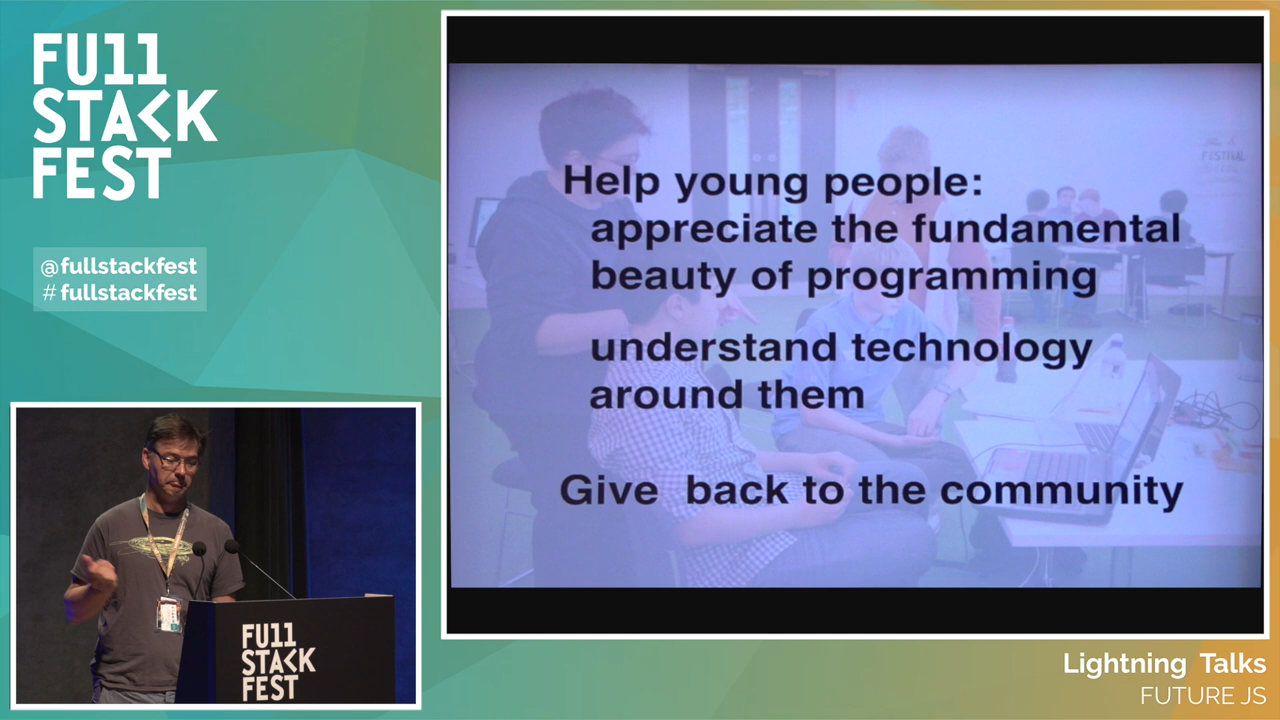 FU11
STACK
FEST
@fullstackfest
# fullstackfest
Help young people:
appreciate the fundamental
beauty of programming
understand technology
around them
Give back to the community
FESTIVAL
FU11
STACK
FEST
Lightning Talks
FUTURE JS